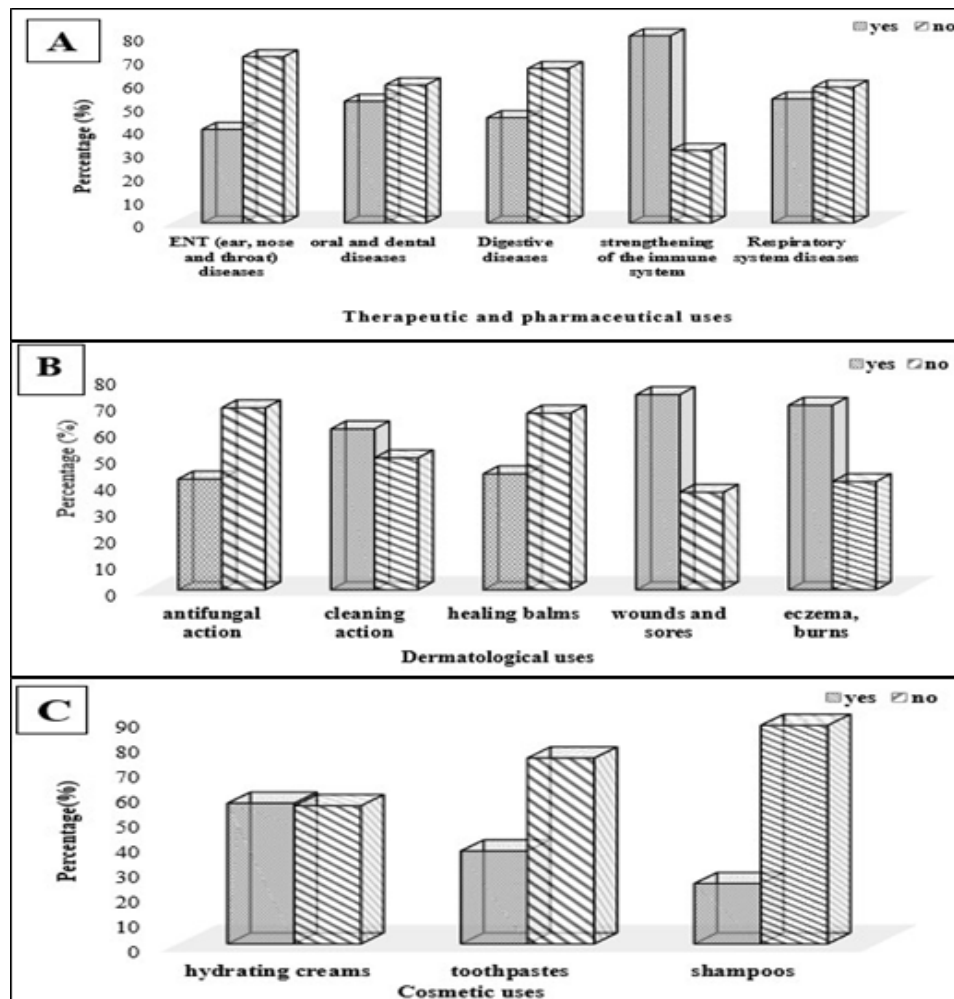 A
yes no
Percentage (%)
80
70
60
50
40
30
20
10
0
ENT (ear, nose
and throat)
diseases
oral and dental
diseases
Digestive
diseases
strengthening
of the immune
system
Respiratory
system diseases
Therapeutic and pharmaceutical uses
B
yes no
Percentage (%)
80
70
60
50
40
30
20
10
0
antifungal
action
cleaning
action
healing balms
wounds and
sores
eczema,
burns
Dermatological uses
C
yes no
Percentage(%)
90
80
70
60
50
40
30
20
10
0
hydrating creams
toothpastes
shampoos
Cosmetic uses